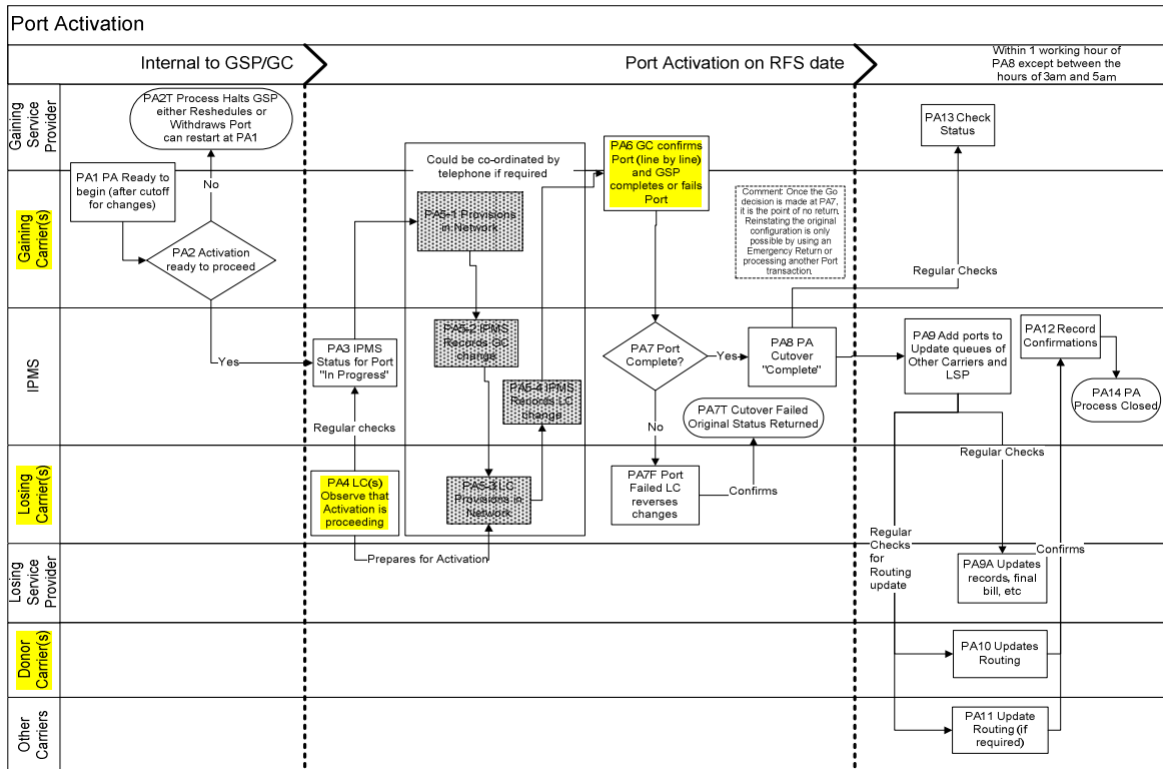 Port Activation
Internal to GSP/GC
Port Activation on RFS date
Within 1 working hour of
PA8 except between the
hours of 3am and 5am
Gaining
Service
Provider
PA2T Process Halts GSP
either Reshedules or
Withdraws Port
can restart at PA1
PA13 Check
Status
Could be co-ordinated by
telephone if required
PA6 GC confirms
Port (line by line)
and GSP
completes or fails
Port
Gaining
Carrier(s)
PA1 PA Ready to
begin (after cutoff
for changes)
No
PA2 Activation
ready to proceed
PA5-1 Provisions
in Network
Comment: Once the Go
decision is made at PA7,
it is the point of no return.
Reinstating the original
configuration is only
possible by using an
Emergency Return or
processing another Port
transaction.
Regular Checks
IPMS
Yes
PA3 IPMS
Status for Port
"In Progress"
PA5-2 IPMS
Records GC
change
PA5-4 IPMS
Records LC
change
PA7 Port
Complete?
Yes
PA8 PA
Cutover
"Complete"
PA9 Add ports to
Update queues of
Other Carriers and
LSP
PA12 Record
Confirmations
PA14 PA
Process Closed
PA7T Cutover Failed
Original Status Returned
No
Regular checks
Regular Checks
Losing
Carrier(s)
PA4 LC(s)
Observe that
Activation is
proceeding
PA5-3 LC
Provisions in
Network
PA7F Port
Failed LC
reverses
changes
Confirms
Prepares for Activation
Regular
Checks
for
Routing
update
Confirms
Losing
Service
Provider
PA9A Updates
records, final
bill, etc
Donor
Carrier(s)
PA10 Updates
Routing
Other
Carriers
PA11 Update
Routing (if
required)